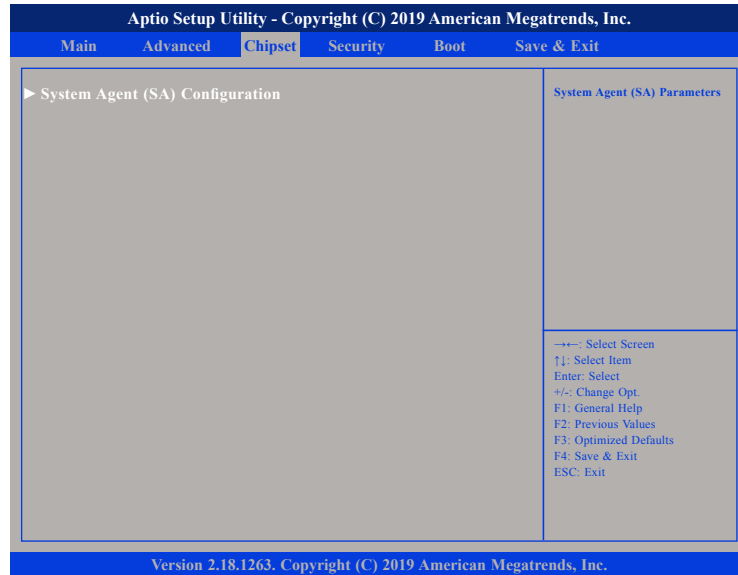 Aptio Setup Utility - Copyright (C) 2019 American Megatrends, Inc.
Main Advanced Chipset Security Boot Save & Exit
► System Agent (SA) Configuration
System Agent (SA) Parameters
→←: Select Screen
↑↓: Select Item
Enter: Select
+/-: Change Opt.
F1: General Help
F2: Previous Values
F3: Optimized Defaults
F4: Save & Exit
ESC: Exit
Version 2.18.1263. Copyright (C) 2019 American Megatrends, Inc.